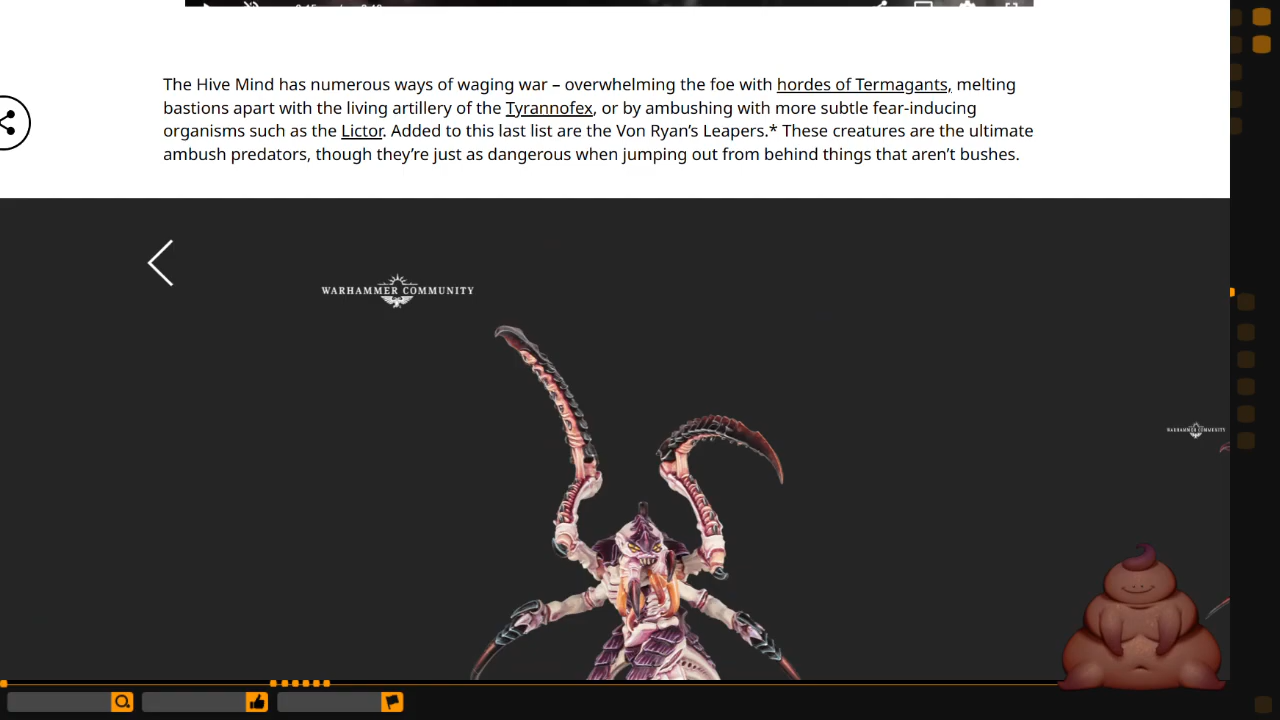 The Hive Mind has numerous ways of waging war – overwhelming the foe with hordes of Termagants, melting
bastions apart with the living artillery of the Tyrannofex, or by ambushing with more subtle fear-inducing
organisms such as the Lictor. Added to this last list are the Von Ryan's Leapers.* These creatures are the ultimate
ambush predators, though they're just as dangerous when jumping out from behind things that aren't bushes.
WARHAMMER COMMUNITY
WARHAMMER COMMUNITY